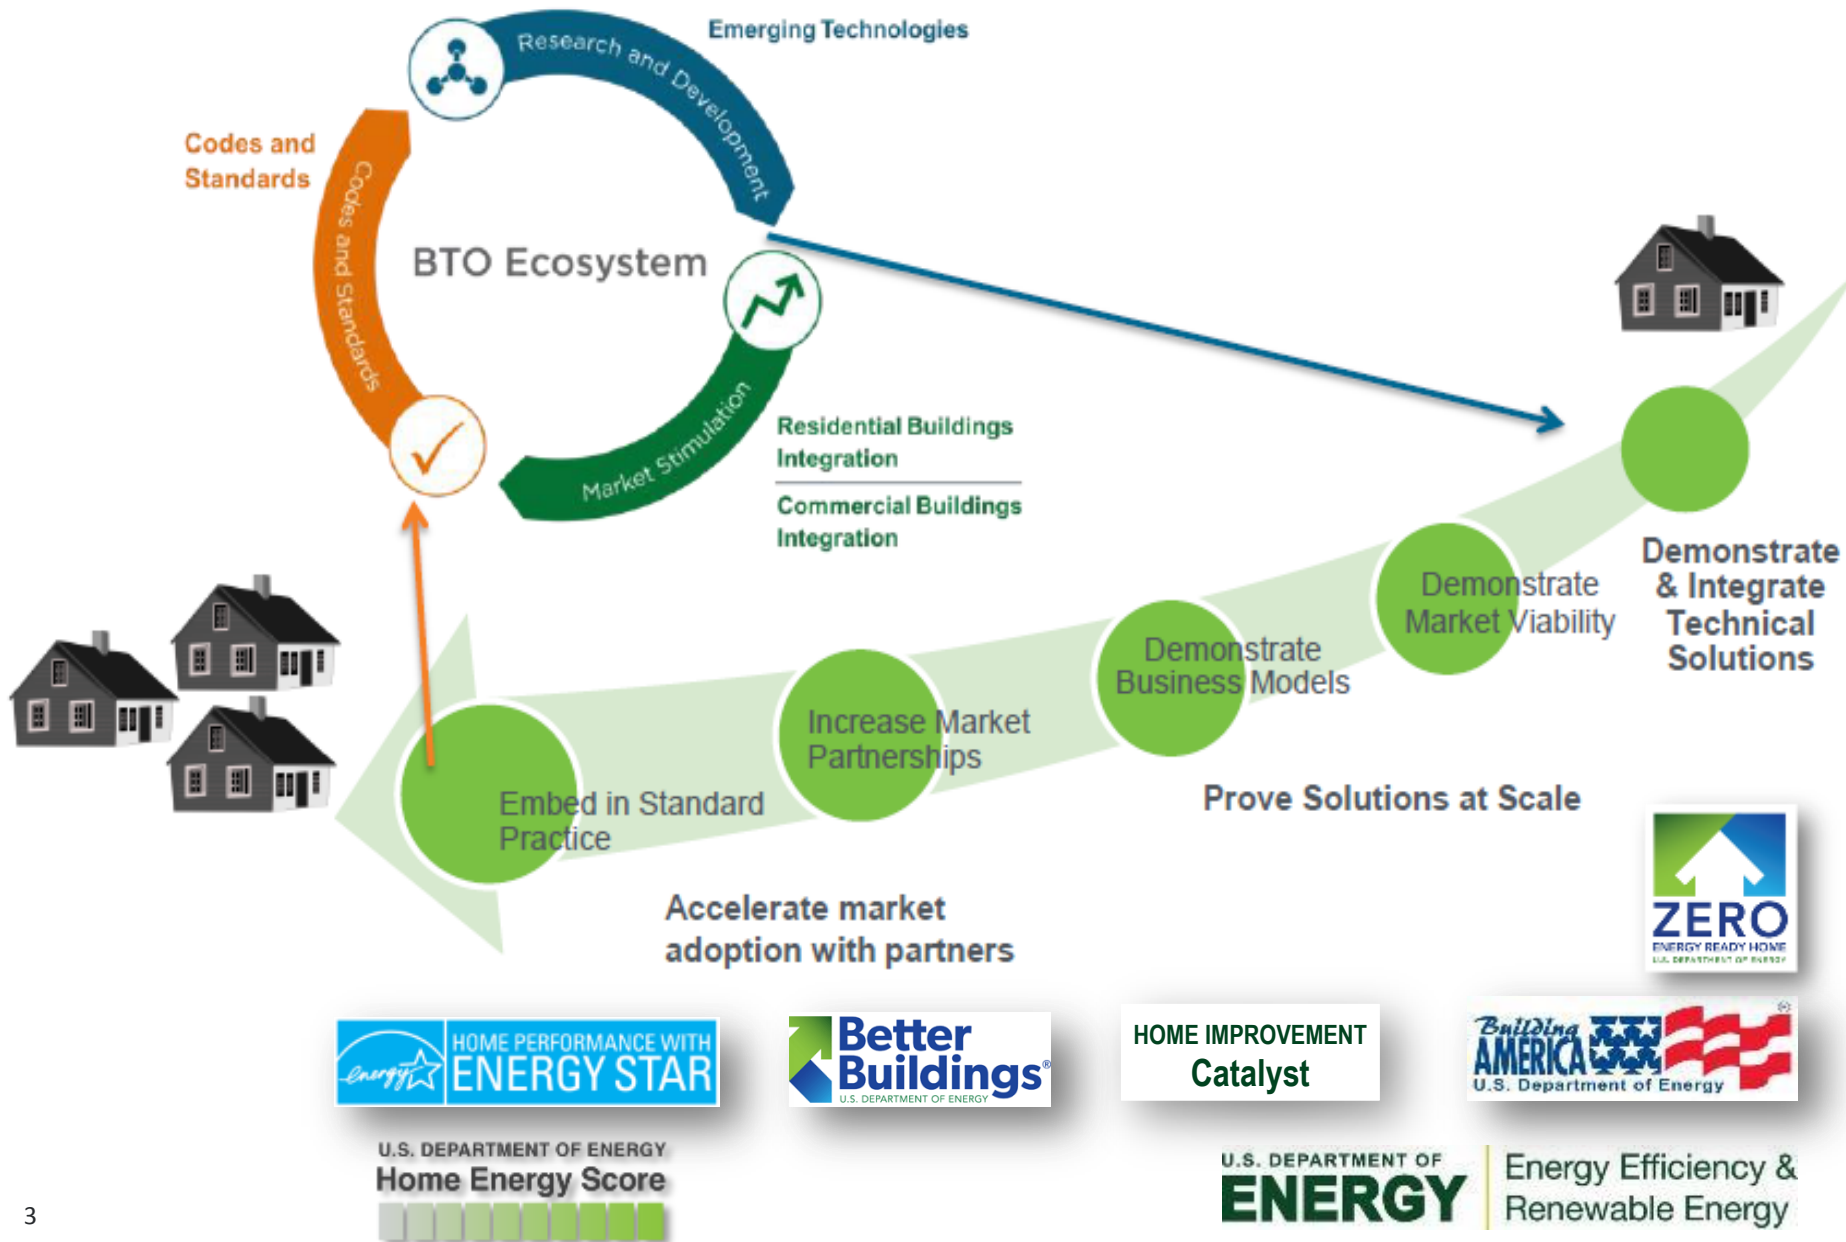 Emerging Technologies
Research and Development
Codes and
Standards
Codes and Standards
BTO Ecosystem
Market Stimulation
Residential Buildings
Integration
Commercial Buildings
Integration
Demonstrate
& Integrate
Technical
Solutions
Demonstrate
Market Viability
Demonstrate
Business Models
Increase Market
Partnerships
Embed in Standard
Practice
Prove Solutions at Scale
Accelerate market
adoption with partners
ZERO
ENERGY READY HOME
U.S. DEPARTMENT OF ENERGY
energy
HOME PERFORMANCE WITH
ENERGY STAR
Better
Buildings®
U.S. DEPARTMENT OF ENERGY
HOME IMPROVEMENT
Catalyst
Building
AMERICA
®
U.S. Department of Energy
U.S. DEPARTMENT OF ENERGY
Home Energy Score
U.S. DEPARTMENT OF
ENERGY
Energy Efficiency &
Renewable Energy
3